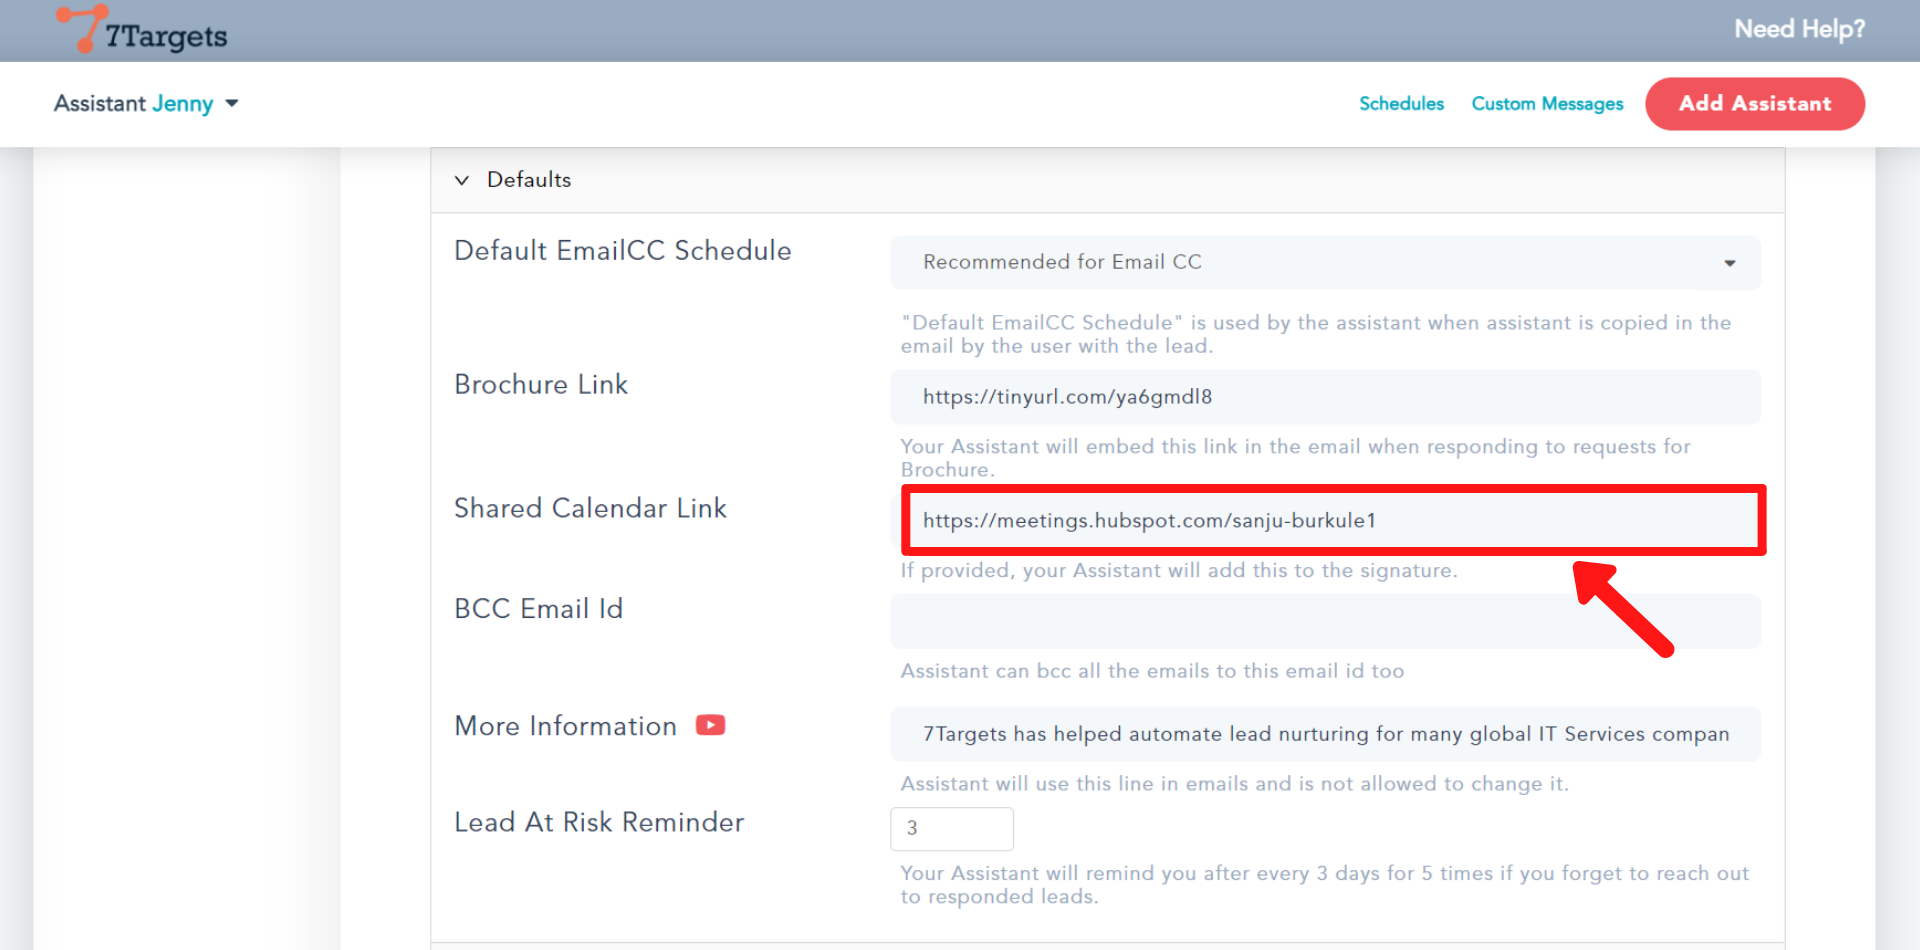 7Targets
Need Help?
Assistant Jenny
Schedules
Custom Messages
Add Assistant
Defaults
Default EmailCC Schedule
Recommended for Email CC
"Default EmailCC Schedule" is used by the assistant when assistant is copied in the
email by the user with the lead.
Brochure Link
https://tinyurl.com/ya6gmdl8
Your Assistant will embed this link in the email when responding to requests for
Brochure.
Shared Calendar Link
https://meetings.hubspot.com/sanju-burkule1
If provided, your Assistant will add this to the signature.
BCC Email Id
Assistant can bcc all the emails to this email id too
More Information
7Targets has helped automate lead nurturing for many global IT Services compan
Assistant will use this line in emails and is not allowed to change it.
Lead At Risk Reminder
3
Your Assistant will remind you after every 3 days for 5 times if you forget to reach out
to responded leads.